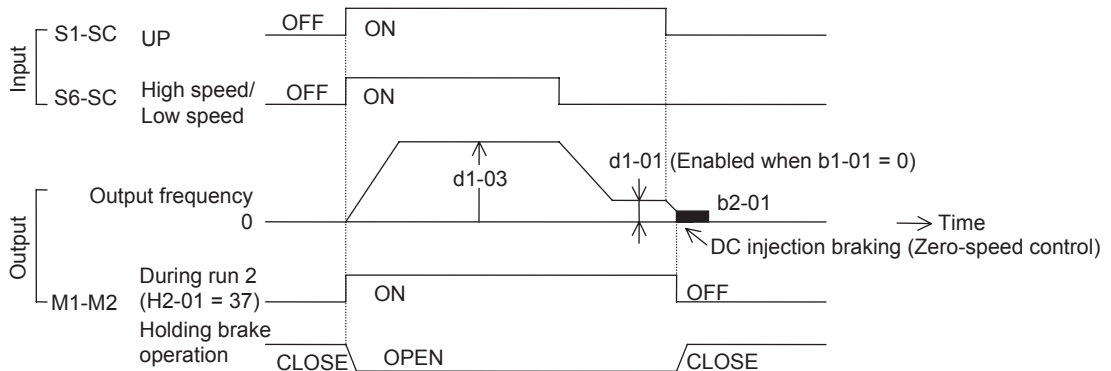 Input
S1-SC UP OFF ON
S6-SC High speed/
Low speed OFF ON
d1-01 (Enabled when b1-01 = 0)
d1-03
Output
Output frequency
0
b2-01
Time
DC injection braking (Zero-speed control)
M1-M2 During run 2
(H2-01 = 37) ON OFF
Holding brake
operation CLOSE OPEN CLOSE